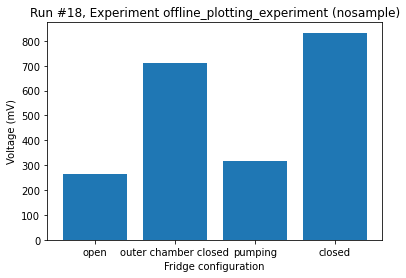 Run #18, Experiment offline_plotting_experiment (nosample)
800
700
600
500
400
300
200
100
0
Voltage (mV)
open outer chamber closed pumping closed
Fridge configuration